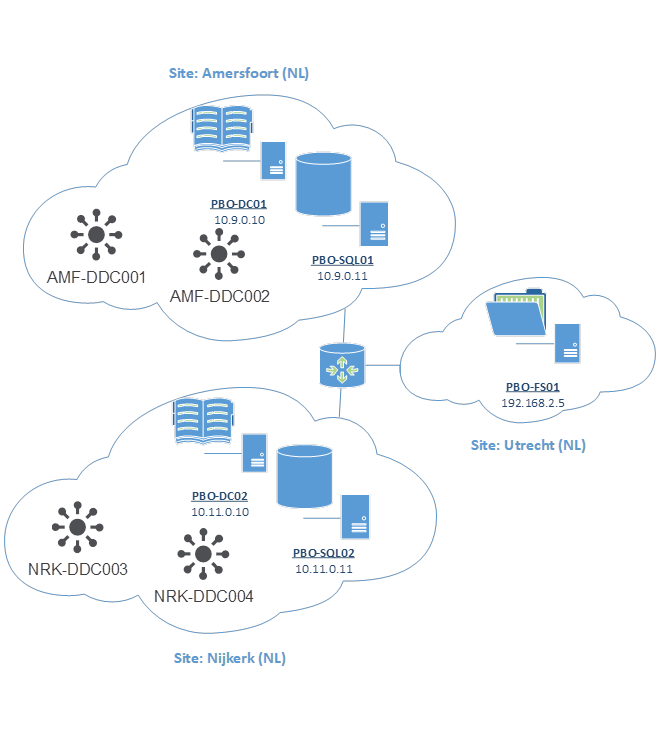 Site: Amersfoort (NL)
PBO-DC01
10.9.0.10
PBO-SQL01
10.9.0.11
AMF-DDC001
AMF-DDC002
PBO-FS01
192.168.2.5
Site: Utrecht (NL)
PBO-DC02
10.11.0.10
PBO-SQL02
10.11.0.11
NRK-DDC003
NRK-DDC004
Site: Nijkerk (NL)